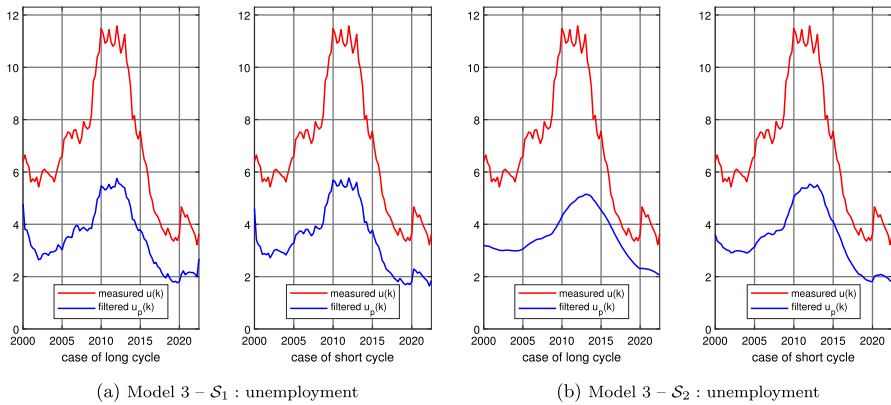 12
10
8
6
4
2
0
measured u(k)
filtered u_p(k)
2000 2005 2010 2015 2020
case of long cycle
12
10
8
6
4
2
0
measured u(k)
filtered u_p(k)
2000 2005 2010 2015 2020
case of short cycle
(a) Model 3 – 𝒮₁ : unemployment
12
10
8
6
4
2
0
measured u(k)
filtered u_p(k)
2000 2005 2010 2015 2020
case of long cycle
12
10
8
6
4
2
0
measured u(k)
filtered u_p(k)
2000 2005 2010 2015 2020
case of short cycle
(b) Model 3 – 𝒮₂ : unemployment